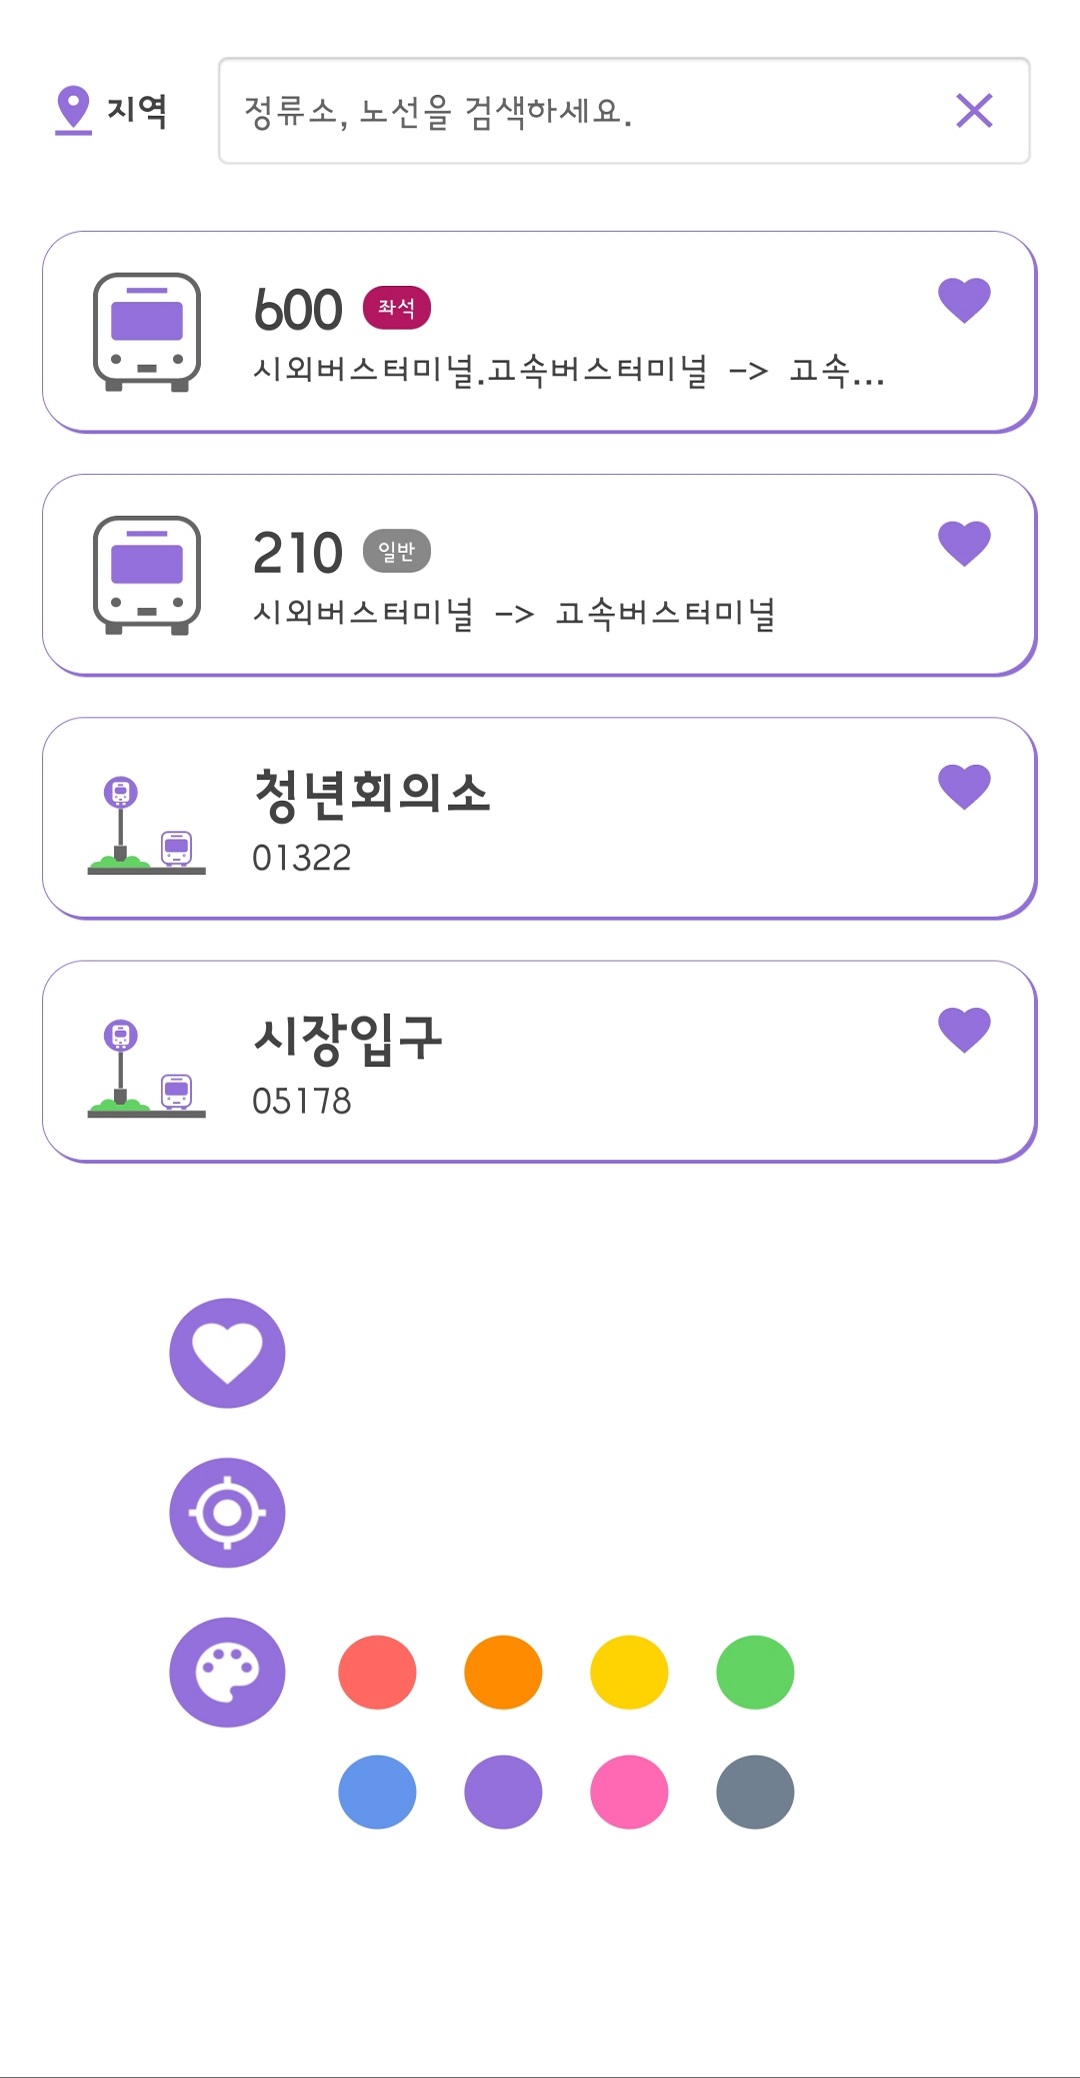 지역
정류소, 노선을 검색하세요.
600 좌석
시외버스터미널.고속버스터미널 -> 고속...
210 일반
시외버스터미널 -> 고속버스터미널
청년회의소
01322
시장입구
05178